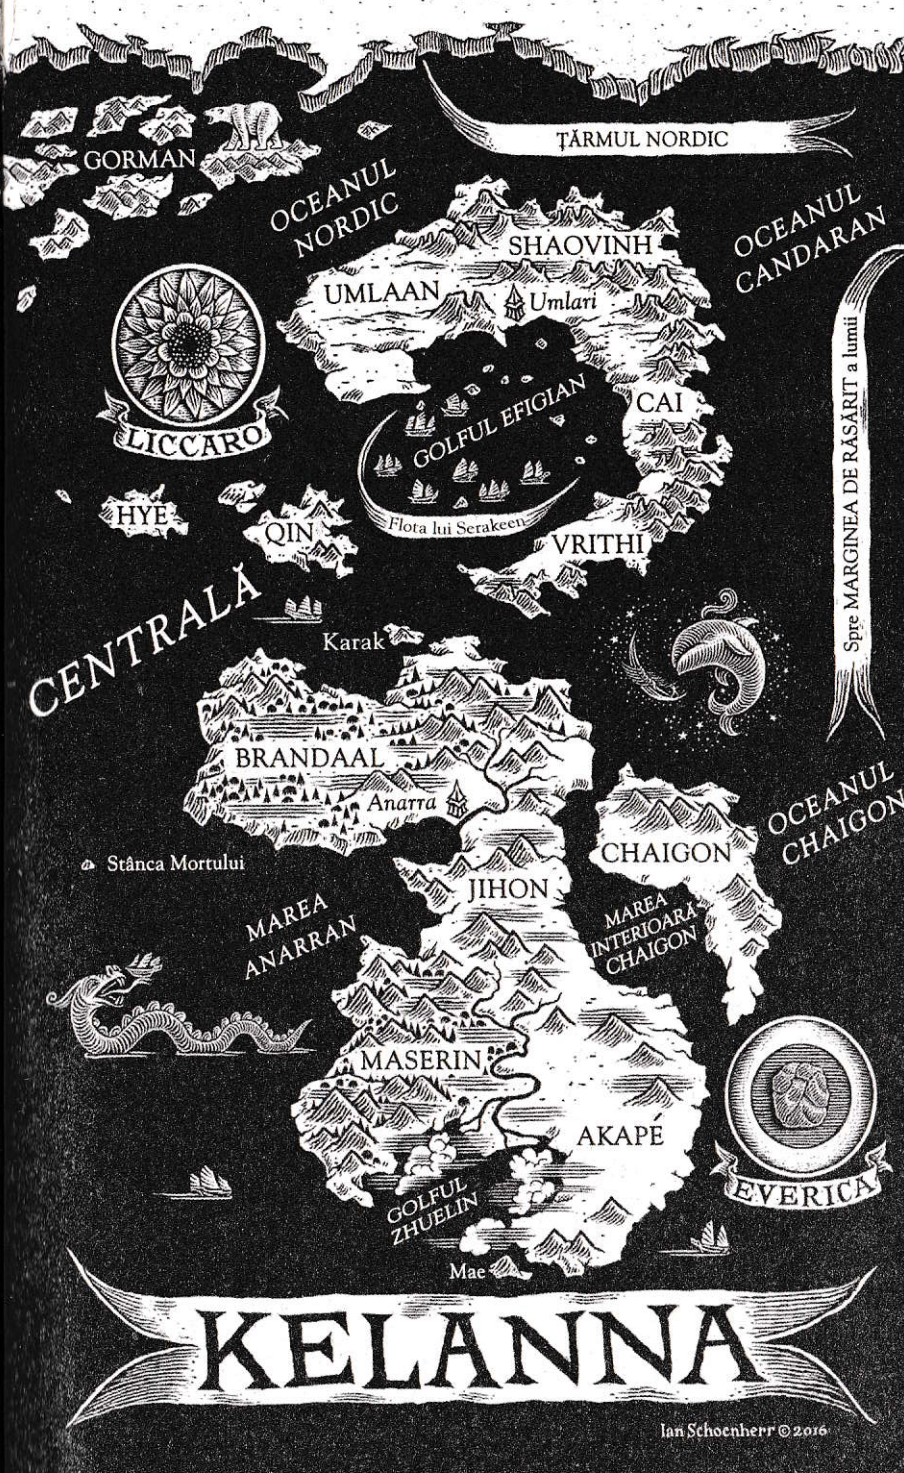 ȚĂRMUL NORDIC
GORMAN
OCEANUL
NORDIC
OCEANUL
CANDARAN
SHAOVINH
UMLAAN
Umlari
LICCARO
CAI
GOLFUL EFIGIAN
Flota lui Serakeen
HYE
QIN
VRITHI
Spre MARGINEA DE RĂSĂRIT a lumii
CENTRALĂ
Karak
BRANDAAL
Anarra
OCEANUL
CHAIGON
CHAIGON
Stânca Mortului
JIHON
MAREA
ANARRAN
MAREA
INTERIOARĂ
CHAIGON
MASERIN
AKAPÉ
EVERICA
GOLFUL
ZHUELIN
Mae
KELANNA
Ian Schoenherr © 2016